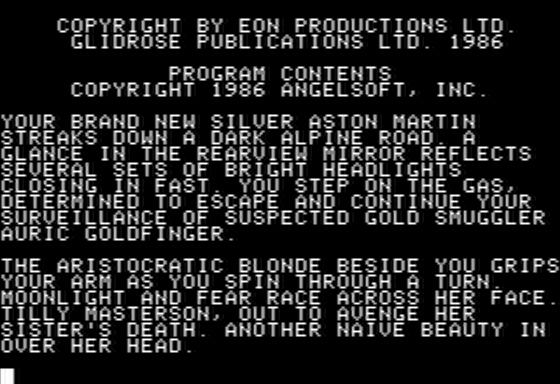 COPYRIGHT BY EON PRODUCTIONS LTD.
GLIDROSE PUBLICATIONS LTD. 1986
PROGRAM CONTENTS
COPYRIGHT 1986 ANGELSOFT, INC.
YOUR BRAND NEW SILVER ASTON MARTIN
STREAKS DOWN A DARK ALPINE ROAD. A
GLANCE IN THE REARVIEW MIRROR REFLECTS
SEVERAL SETS OF BRIGHT HEADLIGHTS
CLOSING IN FAST. YOU STEP ON THE GAS,
DETERMINED TO ESCAPE AND CONTINUE YOUR
SURVEILLANCE OF SUSPECTED GOLD SMUGGLER
AURIC GOLDFINGER.
THE ARISTOCRATIC BLONDE BESIDE YOU GRIPS
YOUR ARM AS YOU SPIN THROUGH A TURN.
MOONLIGHT AND FEAR RACE ACROSS HER FACE.
TILLY MASTERSON, OUT TO AVENGE HER
SISTER'S DEATH. ANOTHER NAIVE BEAUTY IN
OVER HER HEAD.